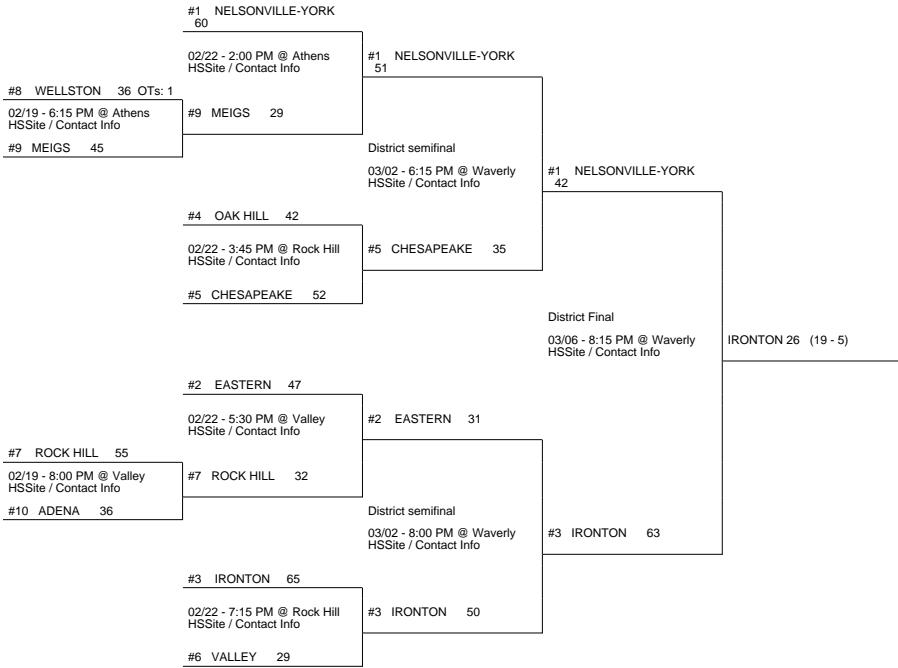 #1 NELSONVILLE-YORK
60
02/22 - 2:00 PM @ Athens
HSSite / Contact Info
#1 NELSONVILLE-YORK
51
#8 WELLSTON 36 OTs: 1
02/19 - 6:15 PM @ Athens
HSSite / Contact Info
#9 MEIGS 29
#9 MEIGS 45
District semifinal
03/02 - 6:15 PM @ Waverly
HSSite / Contact Info
#1 NELSONVILLE-YORK
42
#4 OAK HILL 42
02/22 - 3:45 PM @ Rock Hill
HSSite / Contact Info
#5 CHESAPEAKE 35
#5 CHESAPEAKE 52
District Final
03/06 - 8:15 PM @ Waverly
HSSite / Contact Info
IRONTON 26 (19 - 5)
#2 EASTERN 47
02/22 - 5:30 PM @ Valley
HSSite / Contact Info
#2 EASTERN 31
#7 ROCK HILL 55
02/19 - 8:00 PM @ Valley
HSSite / Contact Info
#7 ROCK HILL 32
#10 ADENA 36
District semifinal
03/02 - 8:00 PM @ Waverly
HSSite / Contact Info
#3 IRONTON 63
#3 IRONTON 65
02/22 - 7:15 PM @ Rock Hill
HSSite / Contact Info
#3 IRONTON 50
#6 VALLEY 29